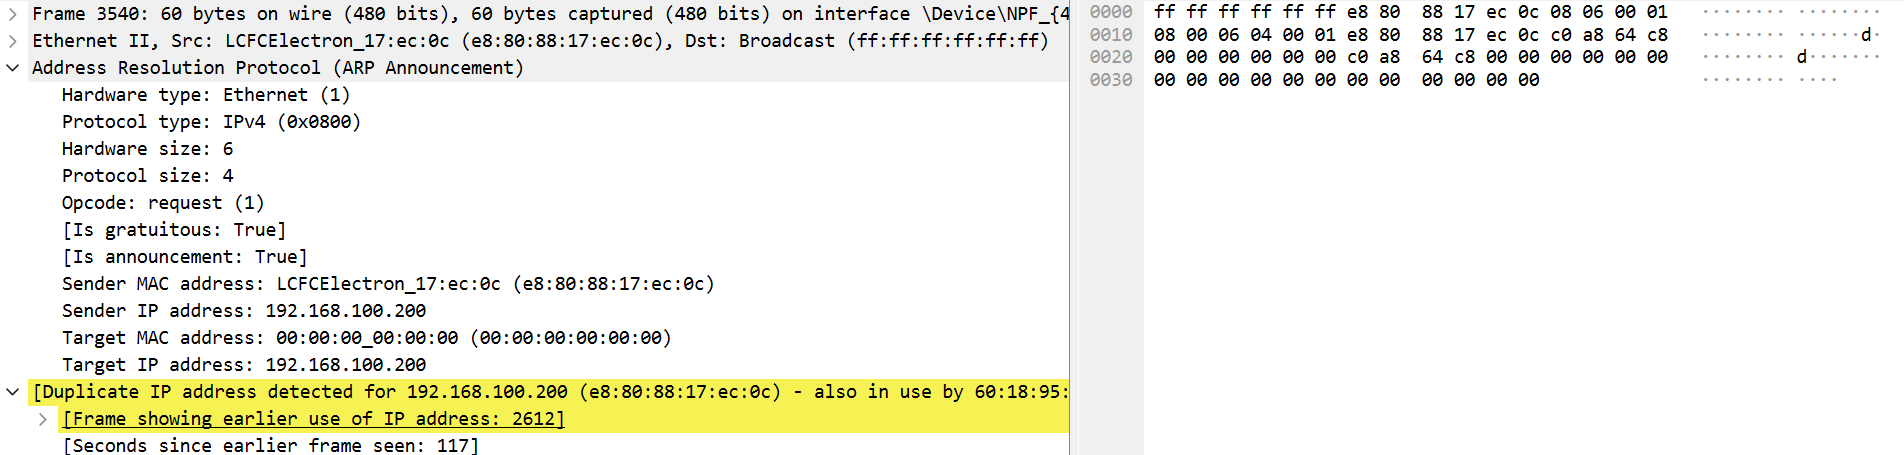 Frame 3540: 60 bytes on wire (480 bits), 60 bytes captured (480 bits) on interface \Device\NPF_{4
Ethernet II, Src: LCFCElectron_17:ec:0c (e8:80:88:17:ec:0c), Dst: Broadcast (ff:ff:ff:ff:ff:ff)
Address Resolution Protocol (ARP Announcement)
Hardware type: Ethernet (1)
Protocol type: IPv4 (0x0800)
Hardware size: 6
Protocol size: 4
Opcode: request (1)
[Is gratuitous: True]
[Is announcement: True]
Sender MAC address: LCFCElectron_17:ec:0c (e8:80:88:17:ec:0c)
Sender IP address: 192.168.100.200
Target MAC address: 00:00:00_00:00:00 (00:00:00:00:00:00)
Target IP address: 192.168.100.200
[Duplicate IP address detected for 192.168.100.200 (e8:80:88:17:ec:0c) - also in use by 60:18:95:
[Frame showing earlier use of IP address: 2612]
[Seconds since earlier frame seen: 117]
0000 ff ff ff ff ff ff e8 80 88 17 ec 0c 08 06 00 01 ········ ········
0010 08 00 06 04 00 01 e8 80 88 17 ec 0c c0 a8 64 c8 ········ ······d·
0020 00 00 00 00 00 00 c0 a8 64 c8 00 00 00 00 00 00 ········ d·······
0030 00 00 00 00 00 00 00 00 00 00 00 00 ········ ····